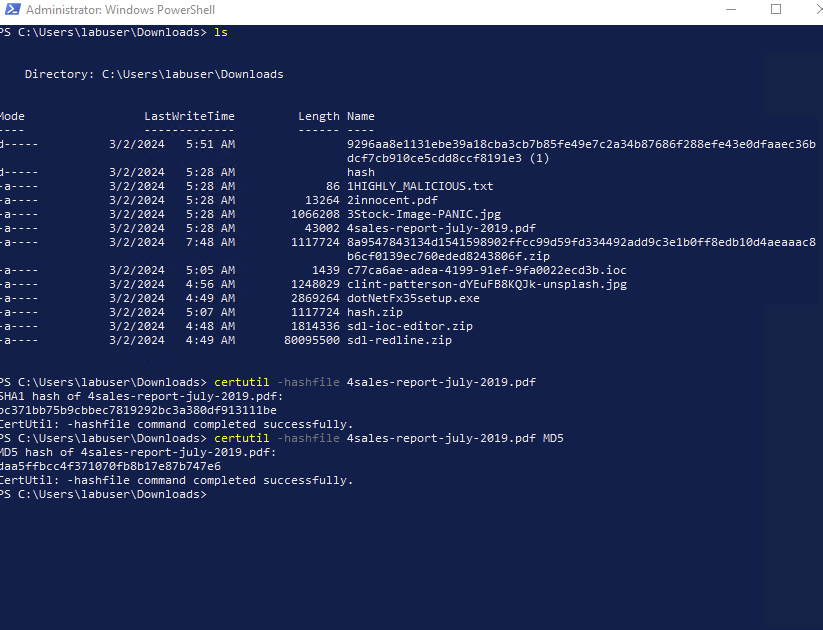 Administrator: Windows PowerShell
PS C:\Users\labuser\Downloads> ls
Directory: C:\Users\labuser\Downloads
Mode LastWriteTime Length Name
---- ------------- ------ ----
d----- 3/2/2024 5:51 AM 9296aa8e1131ebe39a18cba3cb7b85fe49e7c2a34b87686f288efe43e0dfaaec36b
dcf7cb910ce5cdd8ccf8191e3 (1)
d----- 3/2/2024 5:28 AM hash
-a---- 3/2/2024 5:28 AM 86 1HIGHLY_MALICIOUS.txt
-a---- 3/2/2024 5:28 AM 13264 2innocent.pdf
-a---- 3/2/2024 5:28 AM 1066208 3Stock-Image-PANIC.jpg
-a---- 3/2/2024 5:28 AM 43002 4sales-report-july-2019.pdf
-a---- 3/2/2024 7:48 AM 1117724 8a9547843134d1541598902ffcc99d59fd334492add9c3e1b0ff8edb10d4aeaaac8
b6cf0139ec760eded8243806f.zip
-a---- 3/2/2024 5:05 AM 1439 c77ca6ae-adea-4199-91ef-9fa0022ecd3b.ioc
-a---- 3/2/2024 4:56 AM 1248029 clint-patterson-dYEuFB8KQJk-unsplash.jpg
-a---- 3/2/2024 4:49 AM 2869264 dotNetFx35setup.exe
-a---- 3/2/2024 5:07 AM 1117724 hash.zip
-a---- 3/2/2024 4:48 AM 1814336 sdl-ioc-editor.zip
-a---- 3/2/2024 4:49 AM 80095500 sdl-redline.zip
PS C:\Users\labuser\Downloads> certutil -hashfile 4sales-report-july-2019.pdf
SHA1 hash of 4sales-report-july-2019.pdf:
bc371bb75b9cbbec7819292bc3a380df913111be
CertUtil: -hashfile command completed successfully.
PS C:\Users\labuser\Downloads> certutil -hashfile 4sales-report-july-2019.pdf MD5
MD5 hash of 4sales-report-july-2019.pdf:
daa5ffbcc4f371070fb8b17e87b747e6
CertUtil: -hashfile command completed successfully.
PS C:\Users\labuser\Downloads>